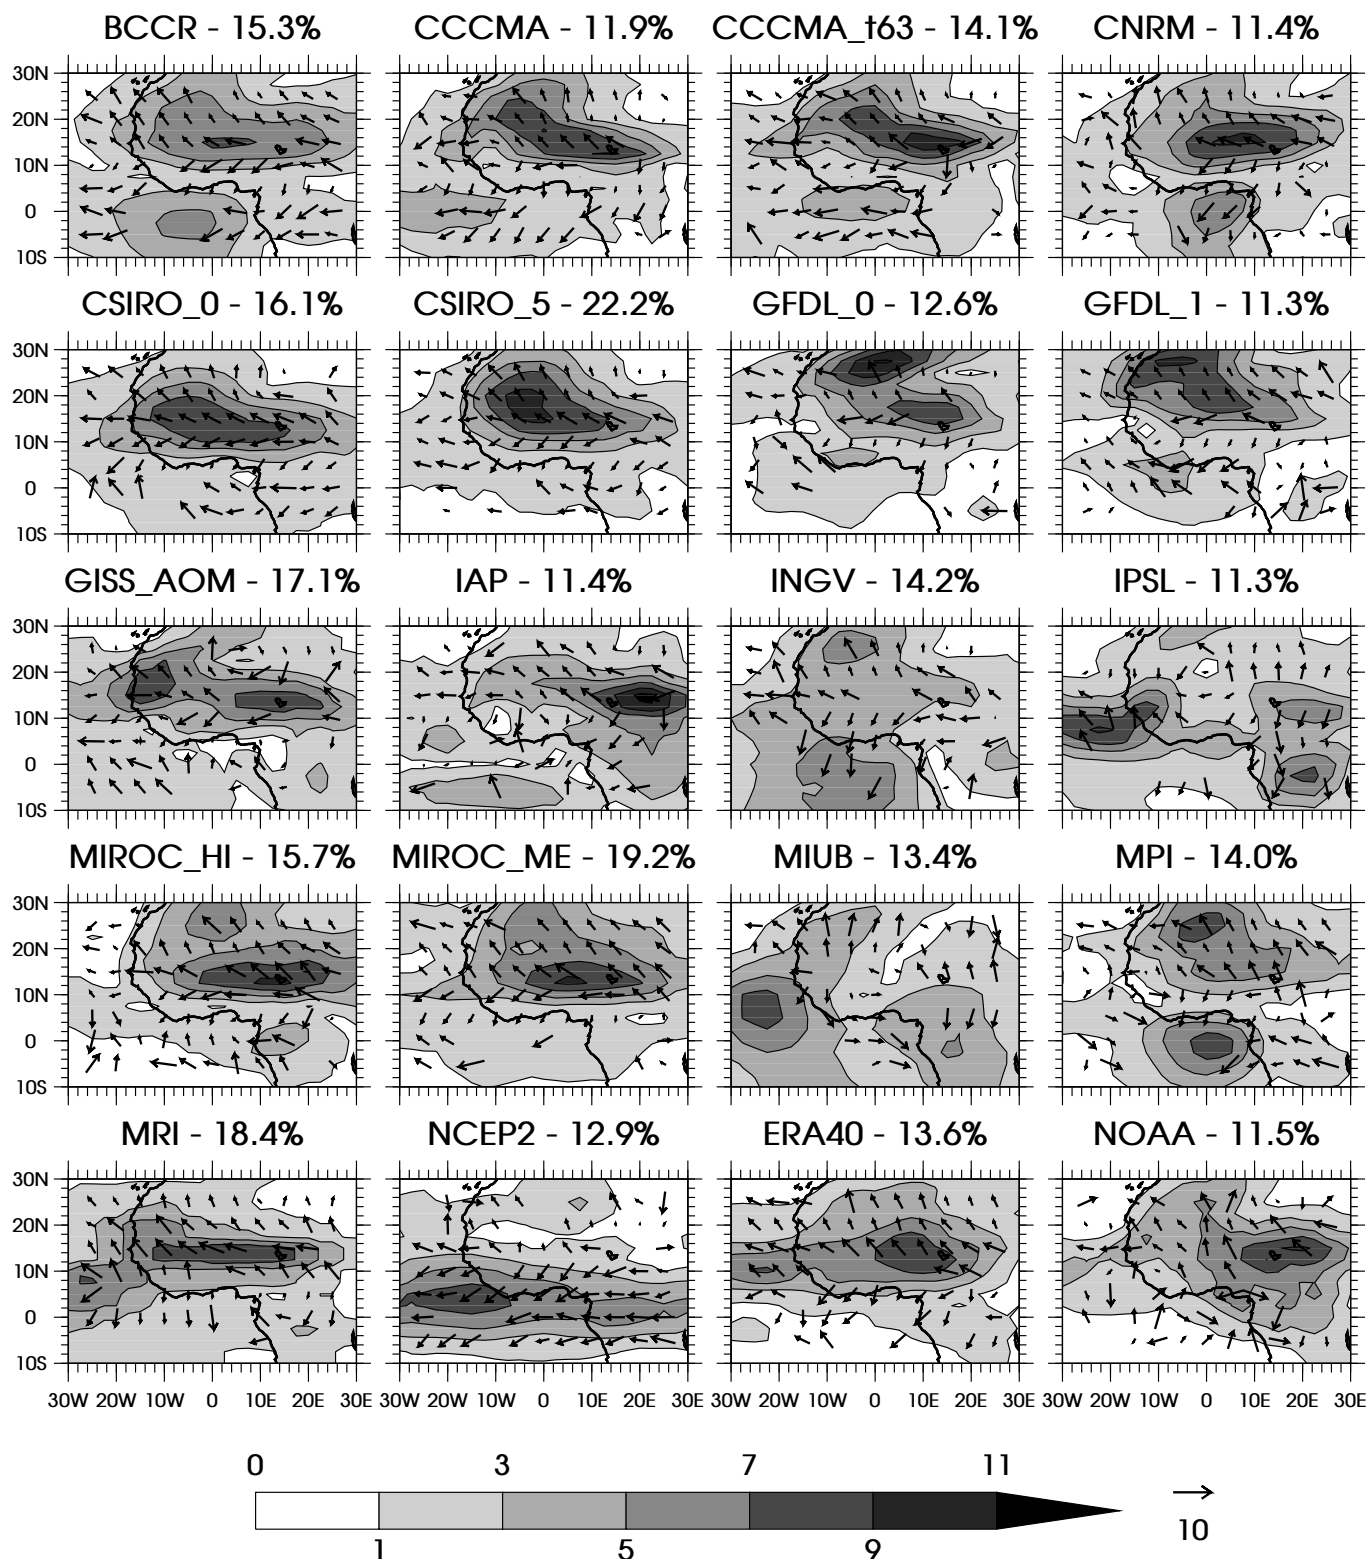 BCCR - 15.3% CCCMA - 11.9% CCCMA_t63 - 14.1% CNRM - 11.4%
30N
20N
10N
0
10S
CSIRO_0 - 16.1% CSIRO_5 - 22.2% GFDL_0 - 12.6% GFDL_1 - 11.3%
30N
20N
10N
0
10S
GISS_AOM - 17.1% IAP - 11.4% INGV - 14.2% IPSL - 11.3%
30N
20N
10N
0
10S
MIROC_HI - 15.7% MIROC_ME - 19.2% MIUB - 13.4% MPI - 14.0%
30N
20N
10N
0
10S
MRI - 18.4% NCEP2 - 12.9% ERA40 - 13.6% NOAA - 11.5%
30N
20N
10N
0
10S
30W 20W 10W 0 10E 20E 30E 30W 20W 10W 0 10E 20E 30E 30W 20W 10W 0 10E 20E 30E 30W 20W 10W 0 10E 20E 30E
0 3 7 11
1 5 9
10